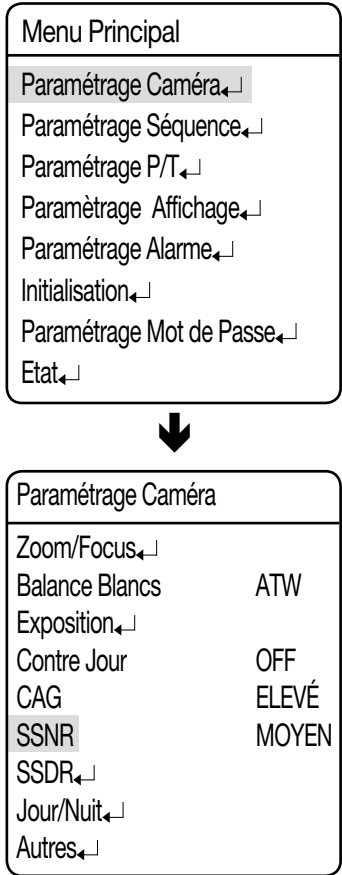 Menu Principal
Paramétrage Caméra↵
Paramétrage Séquence↵
Paramétrage P/T↵
Paramètrage Affichage↵
Paramétrage Alarme↵
Initialisation↵
Paramétrage Mot de Passe↵
Etat↵
Paramétrage Caméra
Zoom/Focus↵
Balance Blancs ATW
Exposition↵
Contre Jour OFF
CAG ELEVÉ
SSNR MOYEN
SSDR↵
Jour/Nuit↵
Autres↵